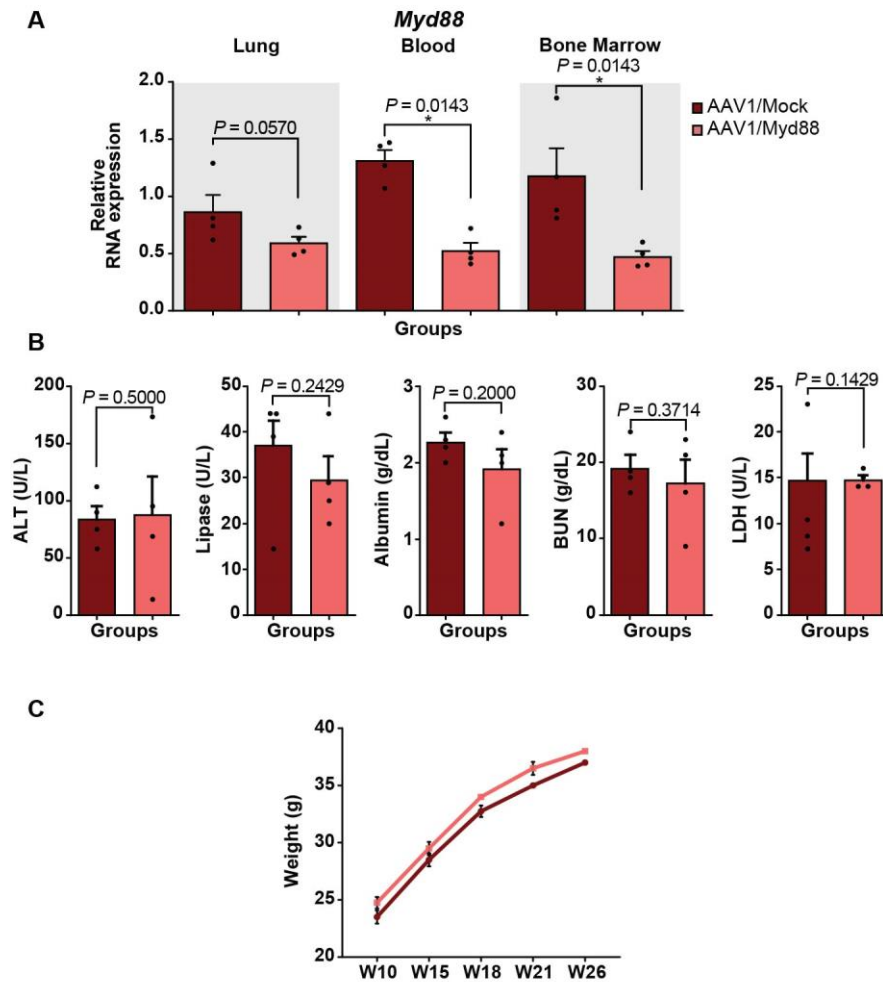 A
Myd88
Lung Blood Bone Marrow
P = 0.0570
P = 0.0143
*
P = 0.0143
*
AAV1/Mock
AAV1/Myd88
Relative
RNA expression
2.0
1.5
1.0
0.5
0.0
Groups
B
ALT (U/L)
200
150
100
50
0
P = 0.5000
Groups
Lipase (U/L)
50
40
30
20
10
0
P = 0.2429
Groups
Albumin (g/dL)
3
2
1
0
P = 0.2000
Groups
BUN (g/dL)
30
20
10
0
P = 0.3714
Groups
LDH (U/L)
25
20
15
10
5
0
P = 0.1429
Groups
C
Weight (g)
40
35
30
25
20
W10 W15 W18 W21 W26